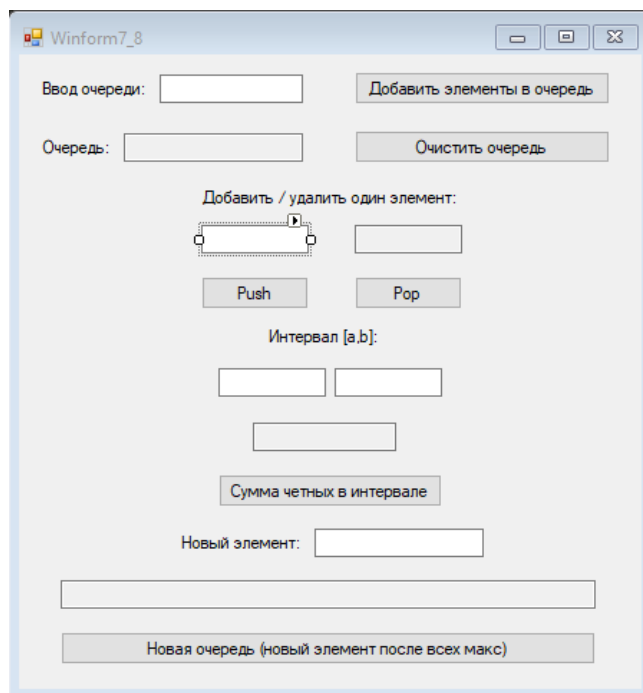 Winform7_8
Ввод очереди: Добавить элементы в очередь
Очередь: Очистить очередь
Добавить / удалить один элемент:
Push Pop
Интервал [a,b]:
Сумма четных в интервале
Новый элемент:
Новая очередь (новый элемент после всех макс)